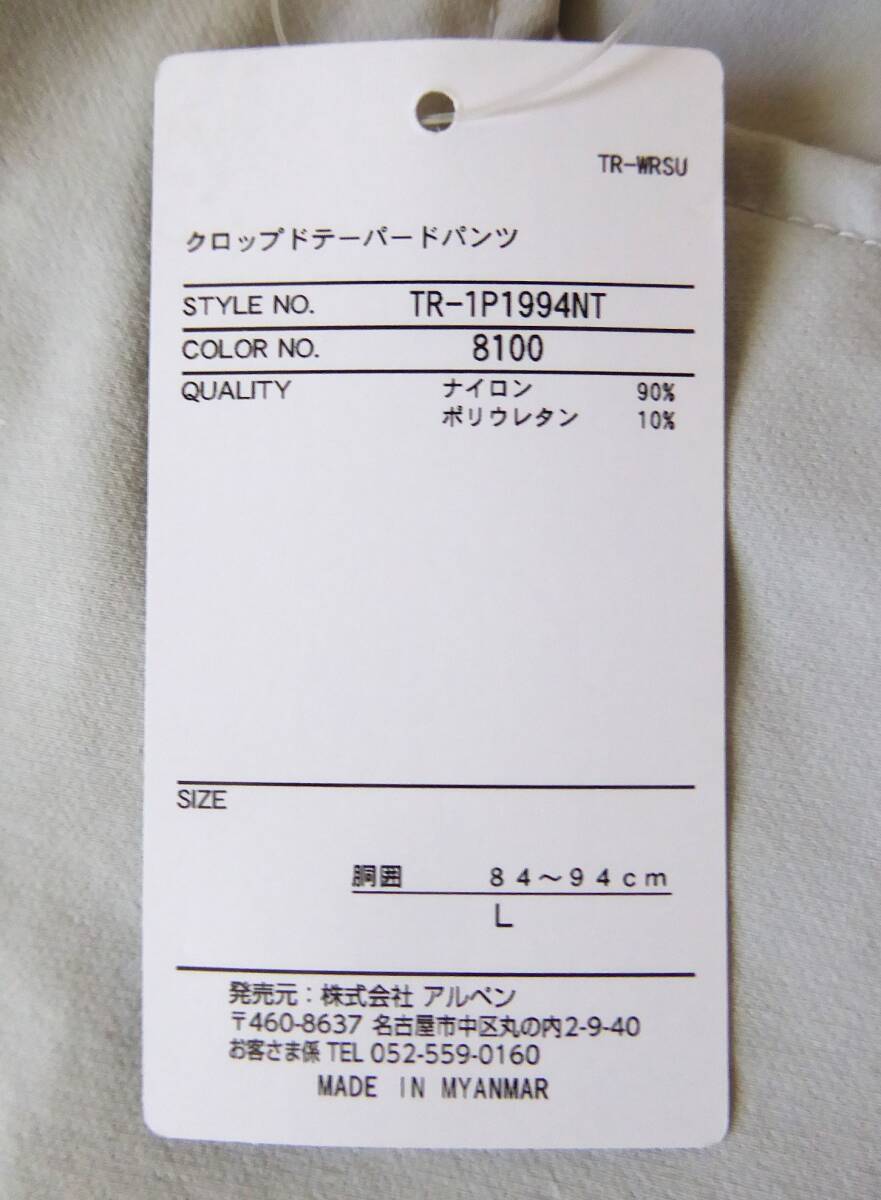 TR-WRSU
クロップドテーパードパンツ
STYLE NO. TR-1P1994NT
COLOR NO. 8100
QUALITY ナイロン 90%
ポリウレタン 10%
SIZE
胴囲 84～94cm
L
発売元：株式会社 アルペン
〒460-8637 名古屋市中区丸の内2-9-40
お客さま係 TEL 052-559-0160
MADE IN MYANMAR